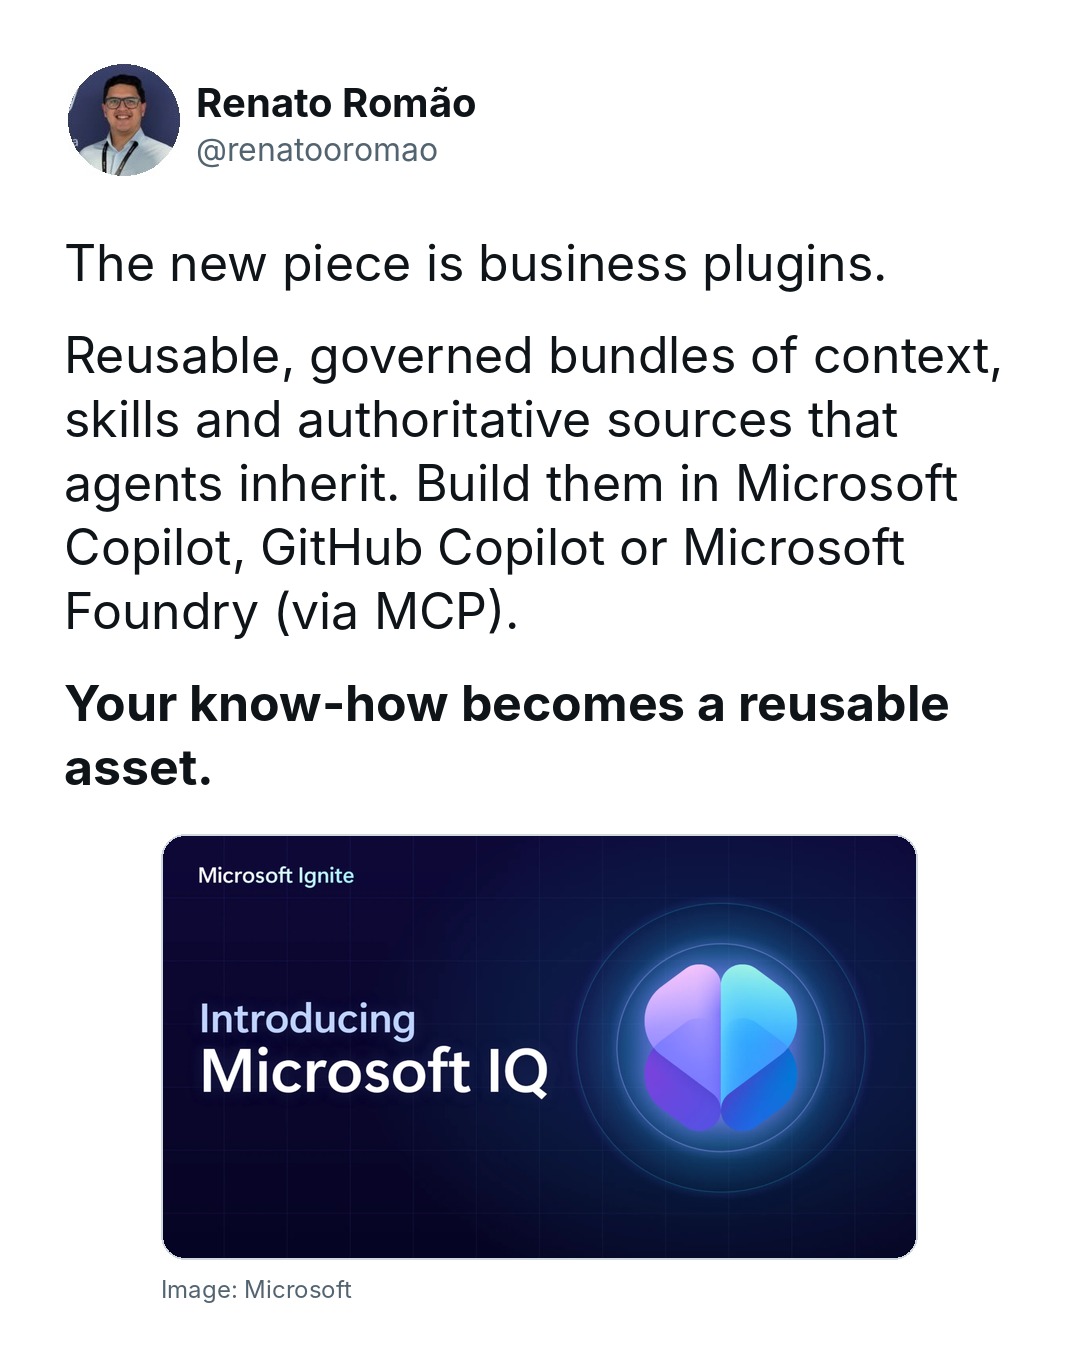 Renato Romão
@renatooromao
The new piece is business plugins.
Reusable, governed bundles of context,
skills and authoritative sources that
agents inherit. Build them in Microsoft
Copilot, GitHub Copilot or Microsoft
Foundry (via MCP).
Your know-how becomes a reusable
asset.
Microsoft Ignite
Introducing
Microsoft IQ
Image: Microsoft